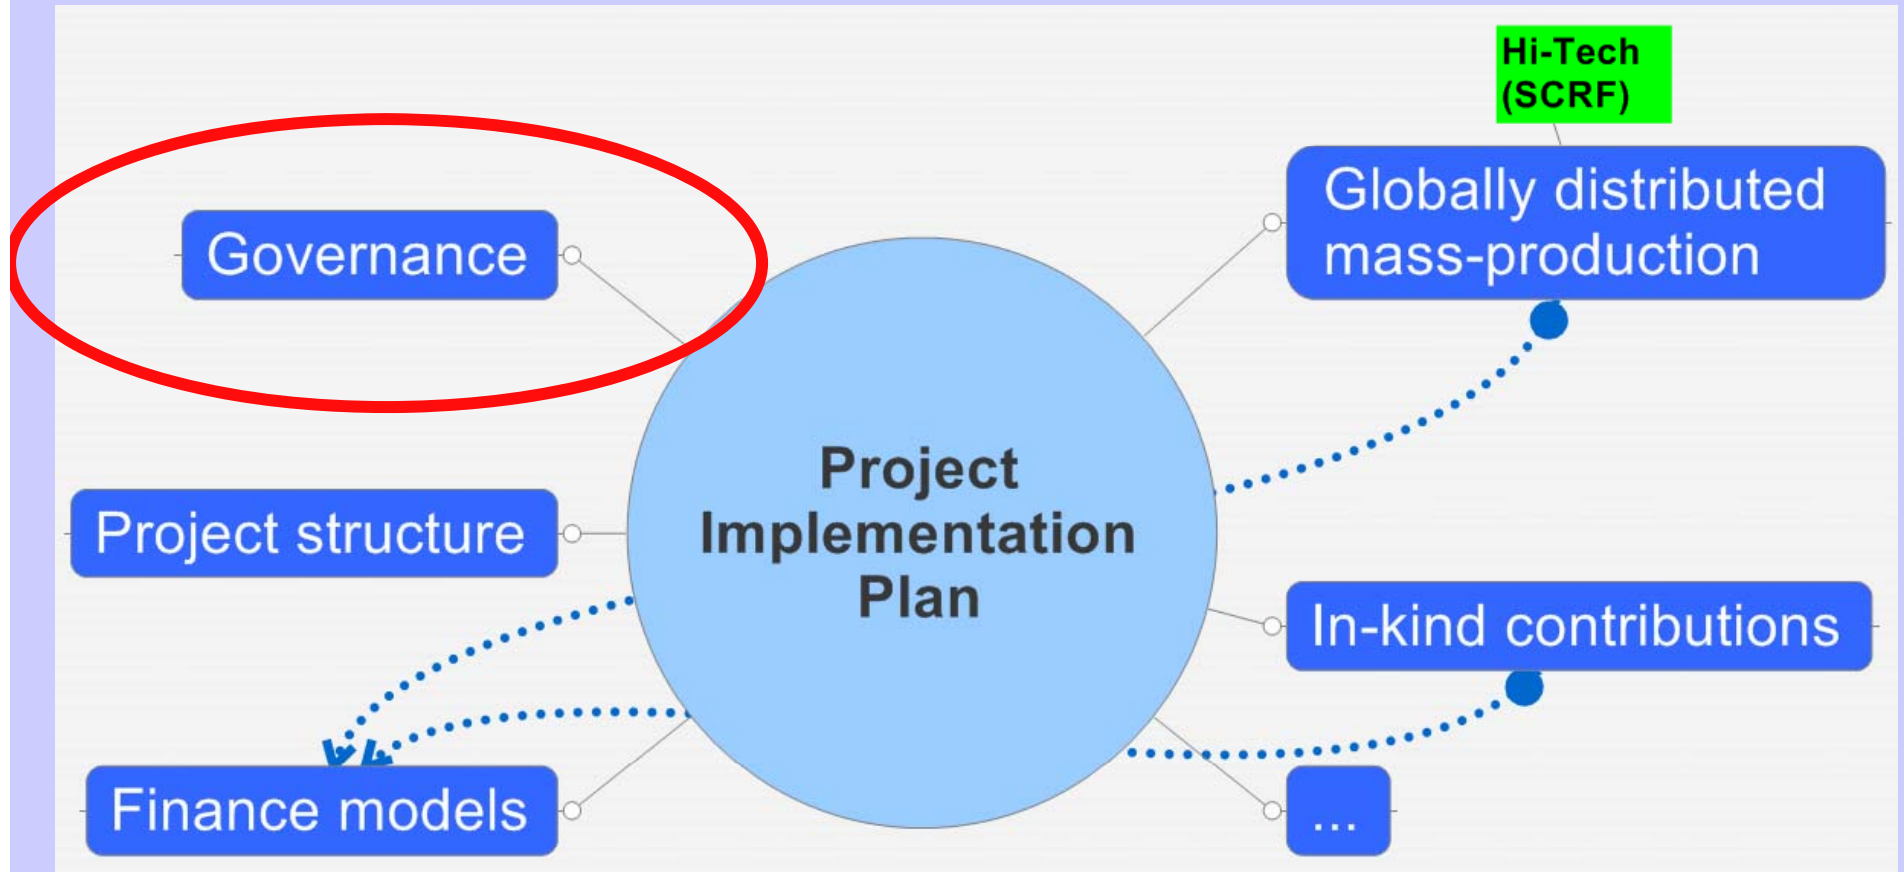 Hi-Tech
(SCRF)
Globally distributed
mass-production
Governance
Project
Implementation
Plan
Project structure
In-kind contributions
Finance models
...